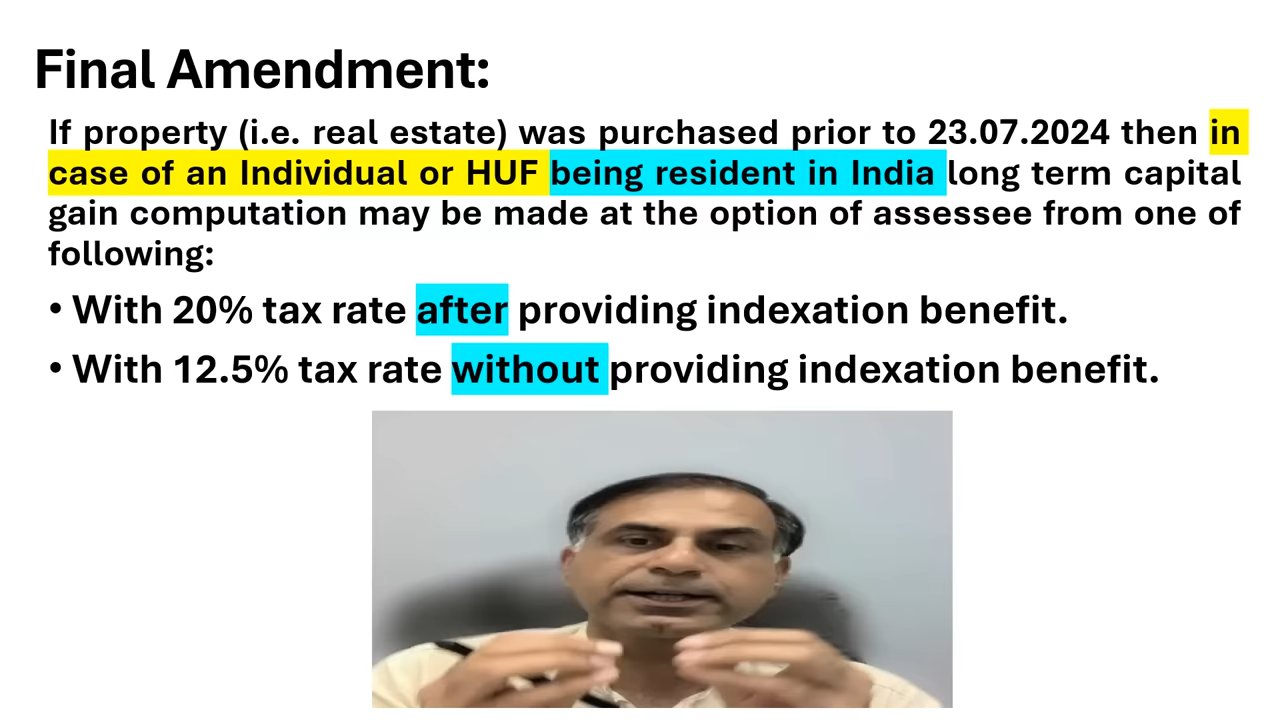 Final Amendment:
If property (i.e. real estate) was purchased prior to 23.07.2024 then in
case of an Individual or HUF being resident in India long term capital
gain computation may be made at the option of assessee from one of
following:
• With 20% tax rate after providing indexation benefit.
• With 12.5% tax rate without providing indexation benefit.